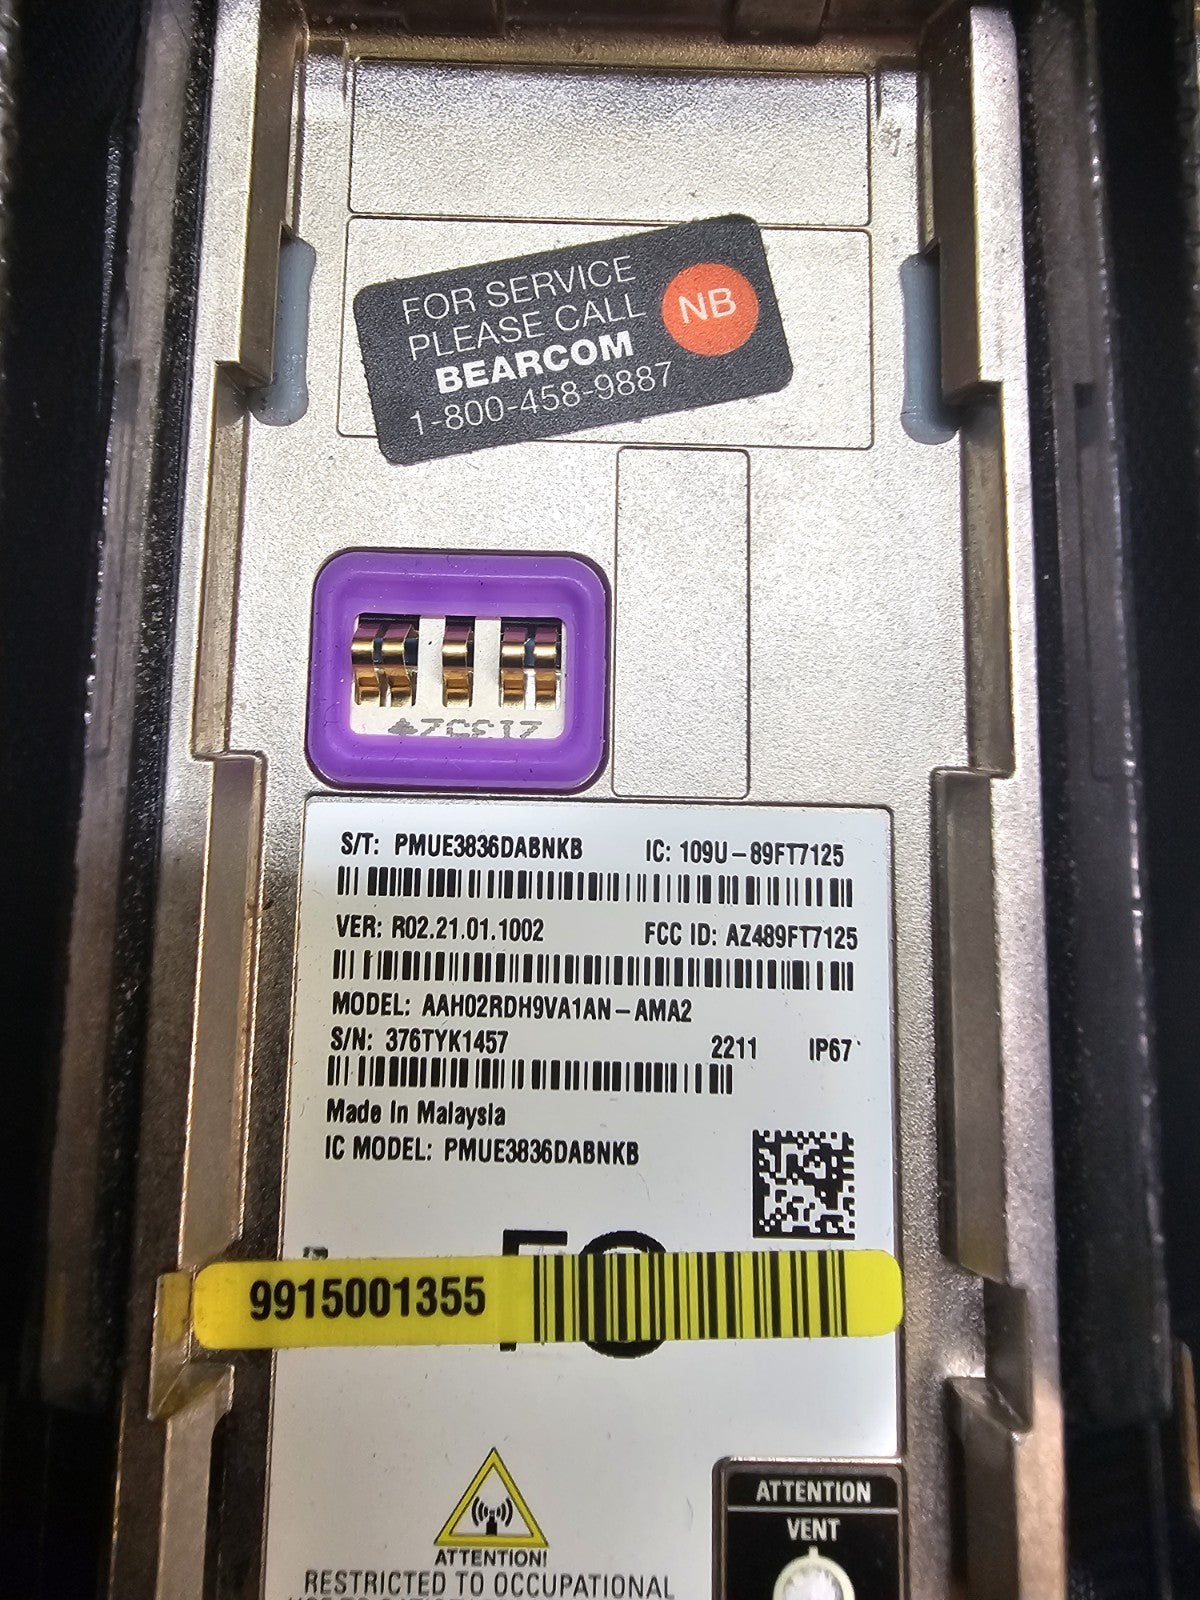 FOR SERVICE
PLEASE CALL
BEARCOM
1-800-458-9887
NB
S/T: PMUE3836DABNKB IC: 109U-89FT7125
VER: R02.21.01.1002 FCC ID: AZ489FT7125
MODEL: AAH02RDH9VA1AN-AMA2
S/N: 376TYK1457 2211 IP67
Made In Malaysia
IC MODEL: PMUE3836DABNKB
9915001355
ATTENTION!
RESTRICTED TO OCCUPATIONAL
ATTENTION
VENT